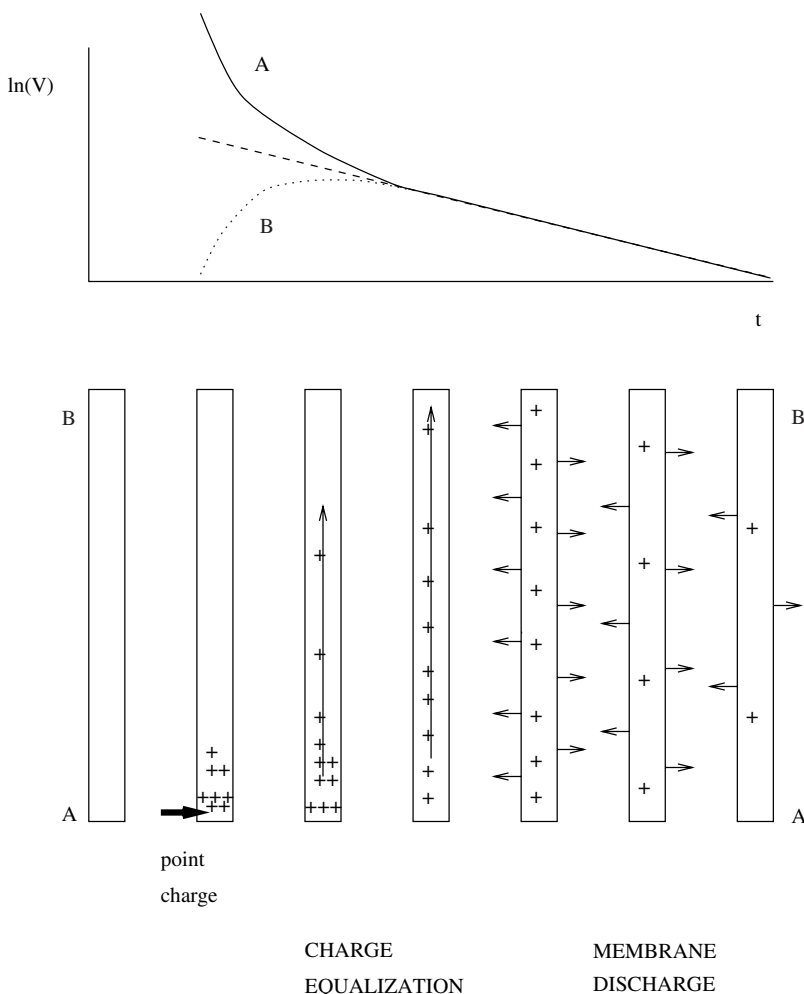 A
ln(V)
B
t
B
B
A
A
point
charge
CHARGE
EQUALIZATION
MEMBRANE
DISCHARGE